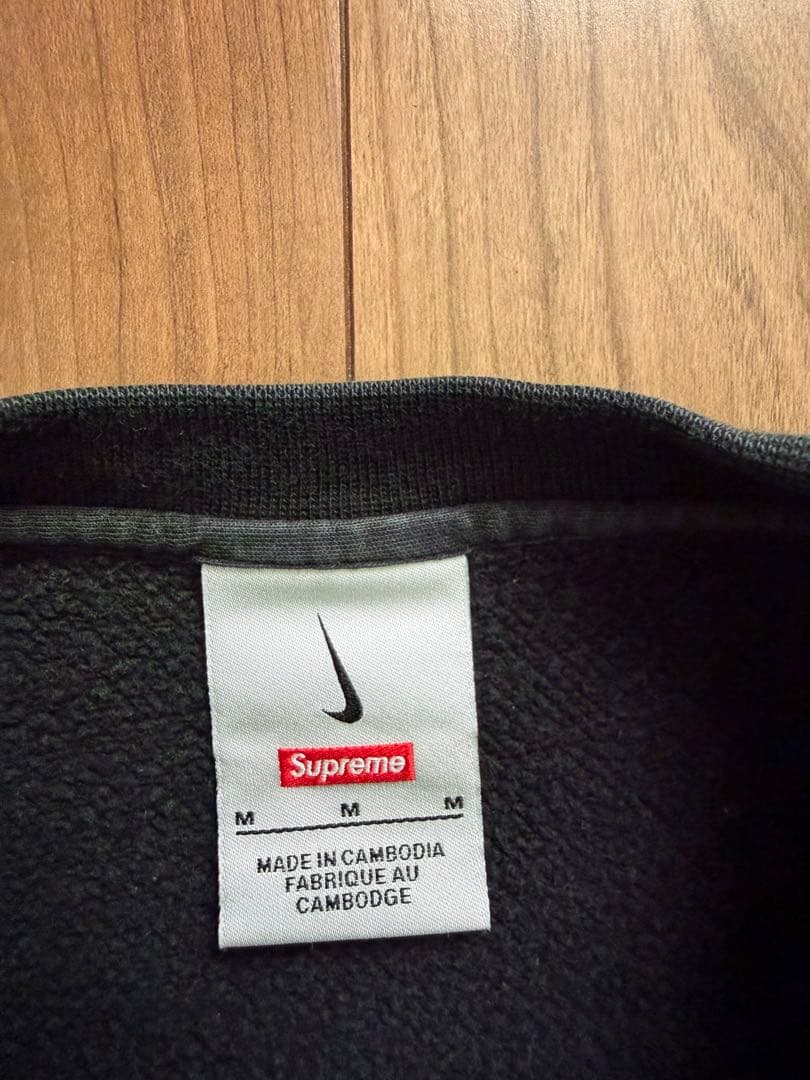 Supreme
M M M
MADE IN CAMBODIA
FABRIQUE AU
CAMBODGE